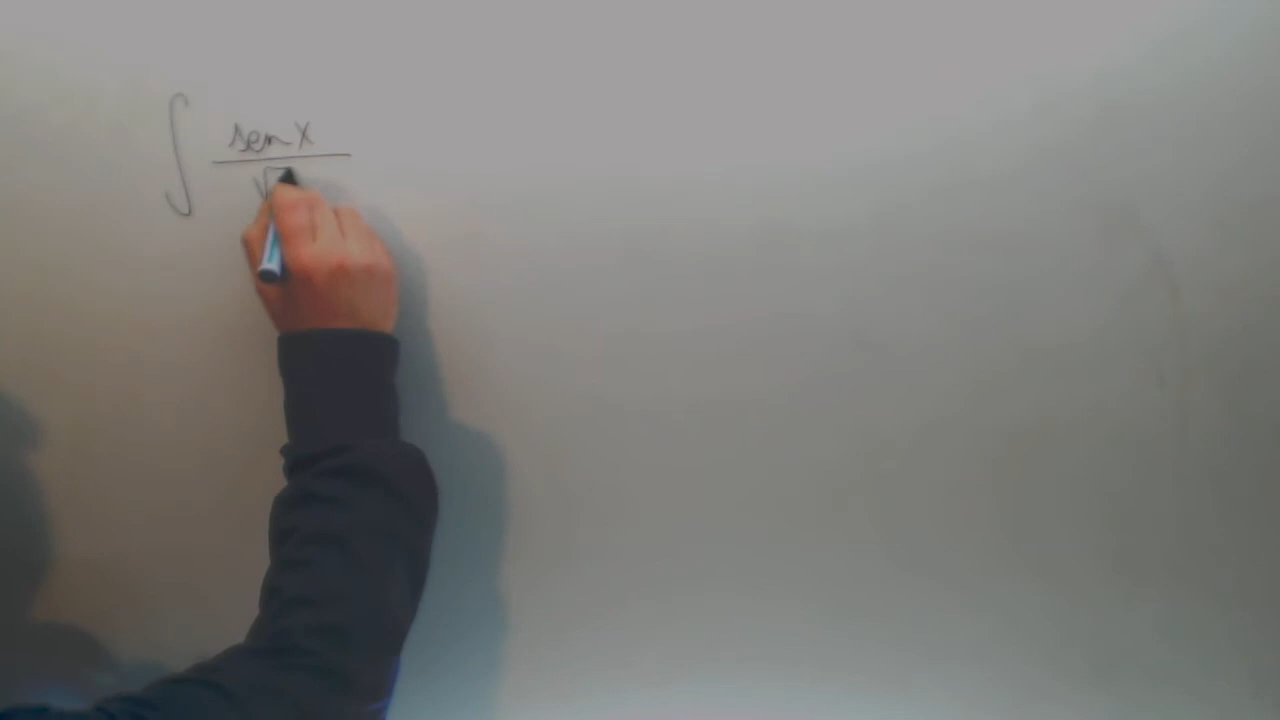 ∫ sen x
√